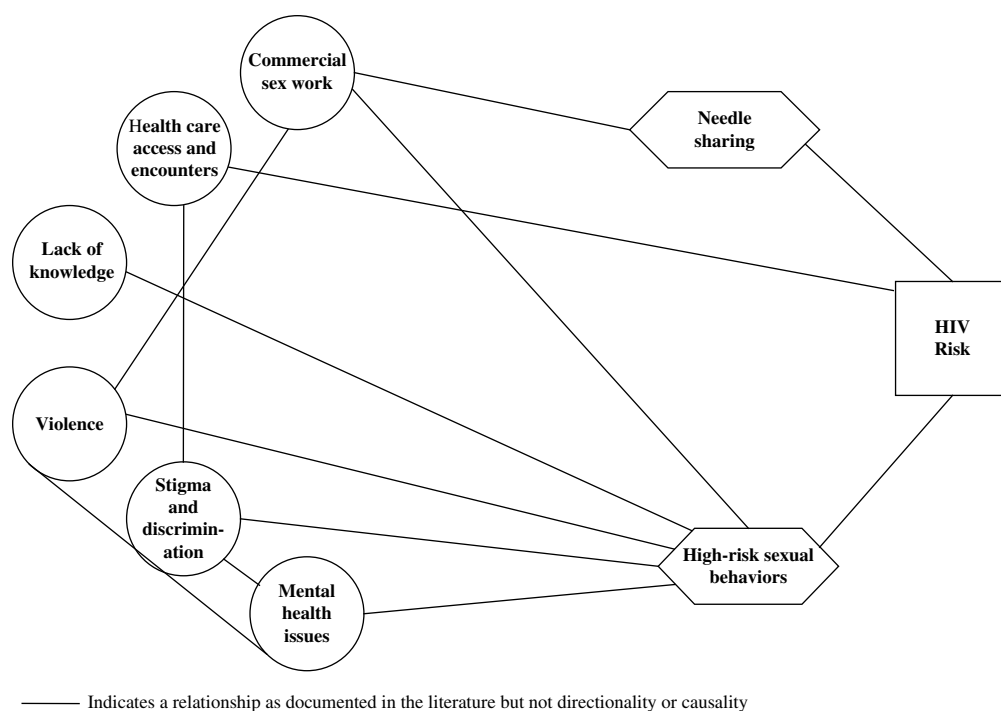 Commercial
sex work
Health care
access and
encounters
Needle
sharing
Lack of
knowledge
HIV
Risk
Violence
Stigma
and
discrimin-
ation
High-risk sexual
behaviors
Mental
health
issues
Indicates a relationship as documented in the literature but not directionality or causality